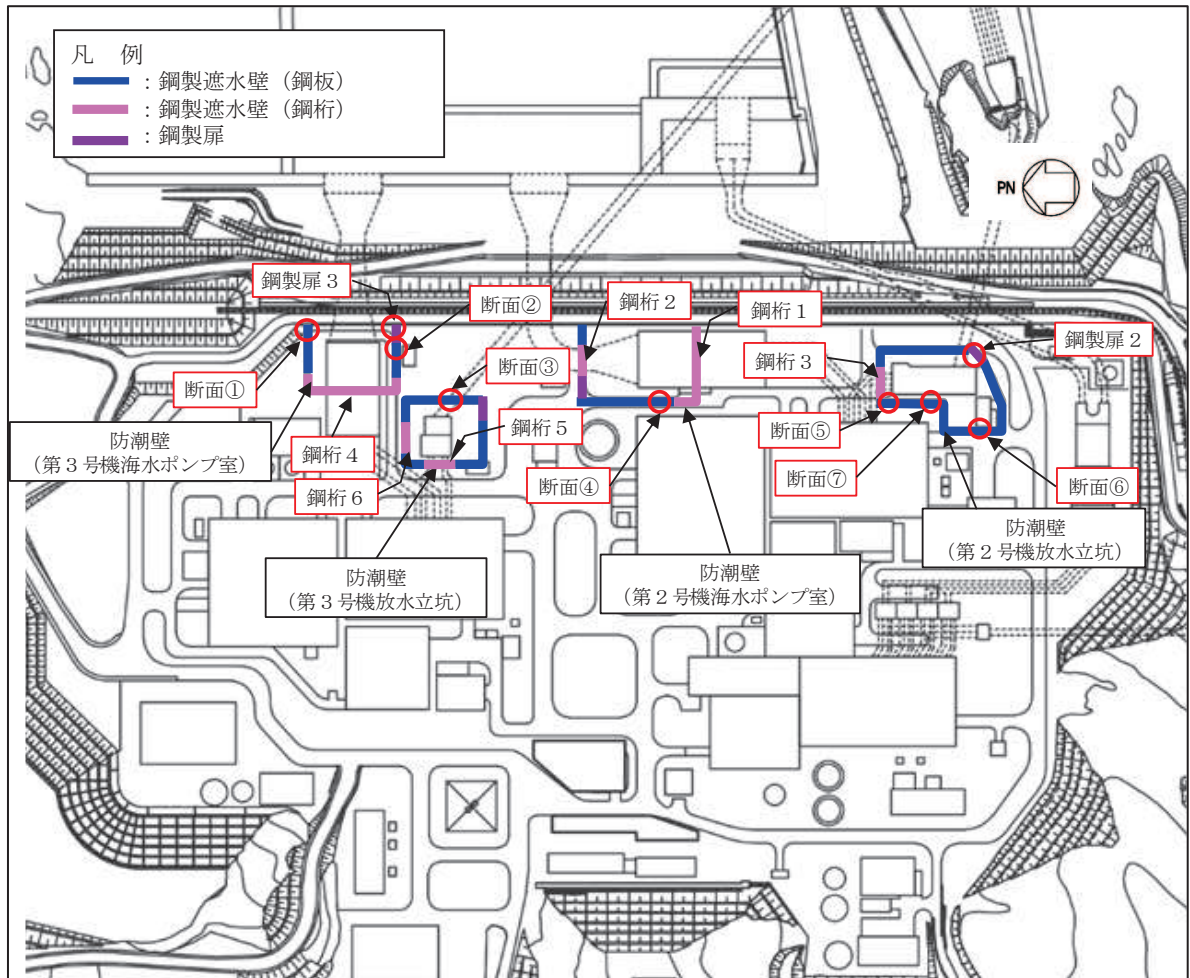 凡 例
：鋼製遮水壁（鋼板）
：鋼製遮水壁（鋼桁）
：鋼製扉
PN
鋼製扉３
断面②
鋼桁２
鋼桁１
断面①
断面③
鋼桁３
鋼製扉２
防潮壁
（第３号機海水ポンプ室）
鋼桁４
鋼桁５
鋼桁６
断面④
断面⑤
断面⑦
断面⑥
防潮壁
（第３号機放水立坑）
防潮壁
（第２号機海水ポンプ室）
防潮壁
（第２号機放水立坑）